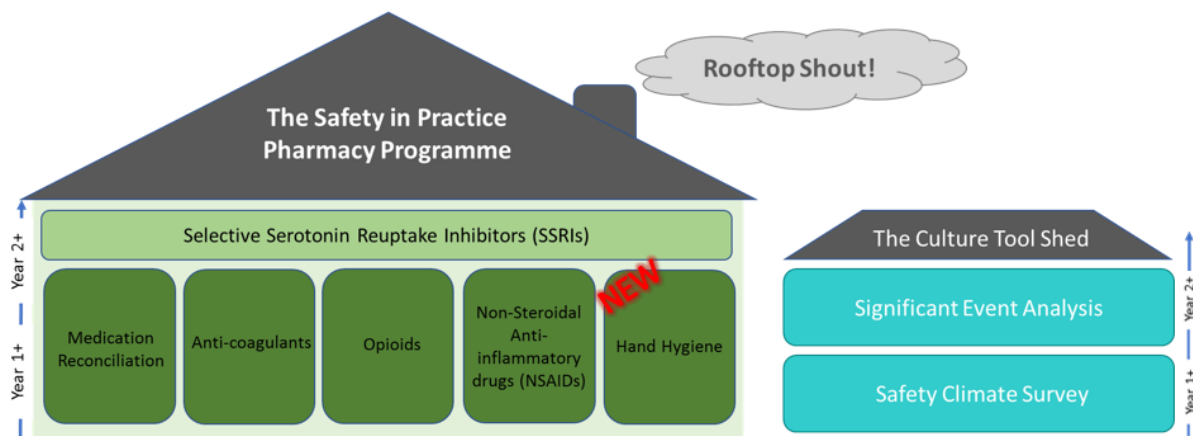 Rooftop Shout!
The Safety in Practice
Pharmacy Programme
Year 2+
Selective Serotonin Reuptake Inhibitors (SSRIs)
The Culture Tool Shed
NEW
Year 1+
Medication
Reconciliation
Anti-coagulants
Opioids
Non-Steroidal
Anti-
inflammatory
drugs (NSAIDs)
Hand Hygiene
Significant Event Analysis
Safety Climate Survey
Year 2+
Year 1+